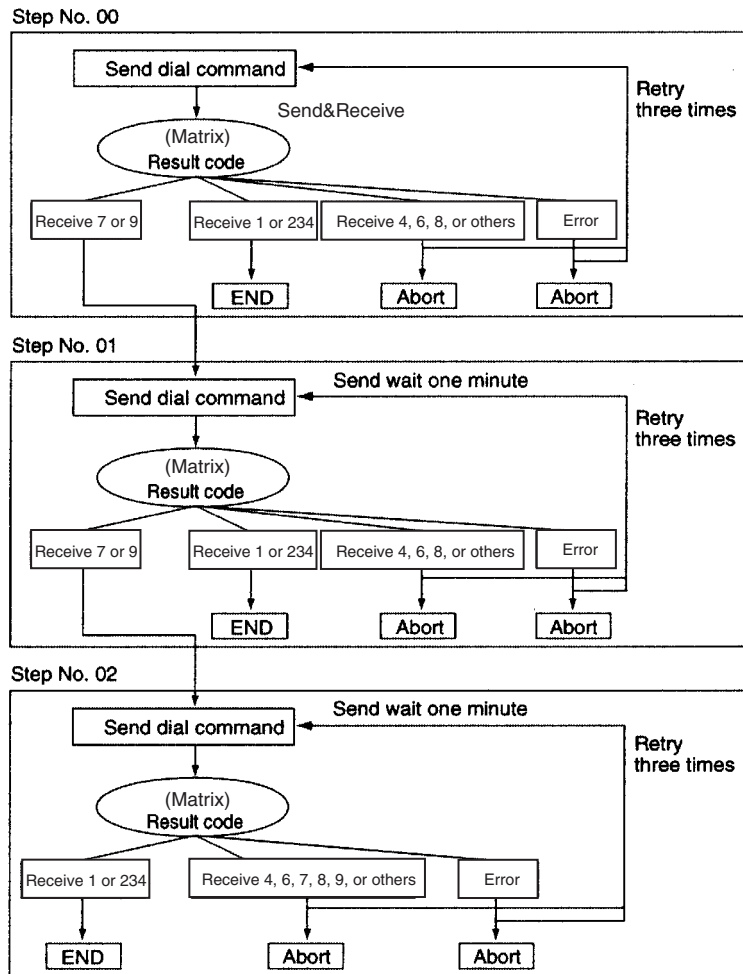 Step No. 00
Send dial command
Retry
three times
Send&Receive
(Matrix)
Result code
Receive 7 or 9
Receive 1 or 234
Receive 4, 6, 8, or others
Error
END
Abort
Abort
Step No. 01
Send wait one minute
Send dial command
Retry
three times
(Matrix)
Result code
Receive 7 or 9
Receive 1 or 234
Receive 4, 6, 8, or others
Error
END
Abort
Abort
Step No. 02
Send wait one minute
Send dial command
Retry
three times
(Matrix)
Result code
Receive 1 or 234
Receive 4, 6, 7, 8, 9, or others
Error
END
Abort
Abort